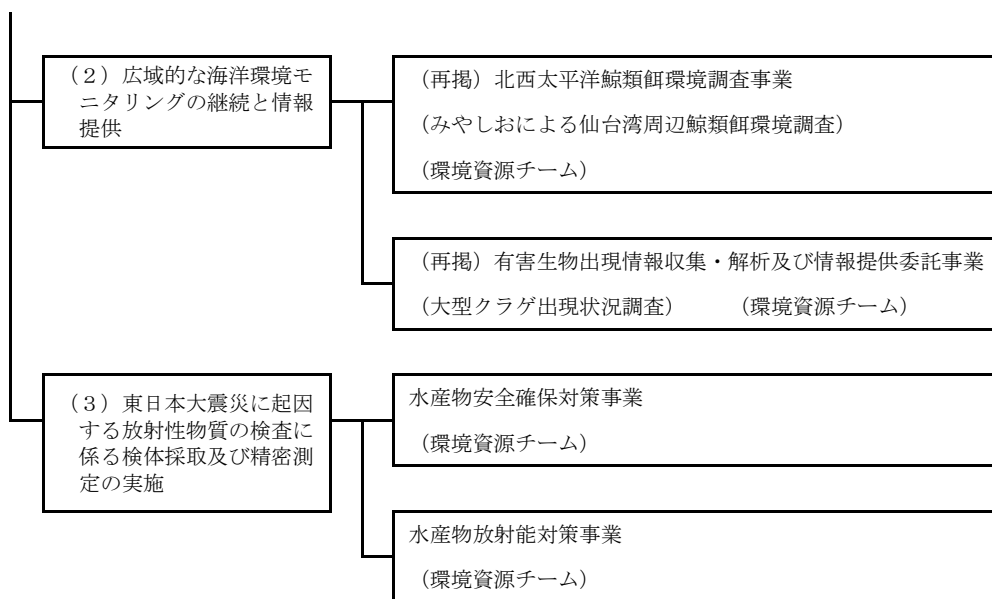 （２）広域的な海洋環境モ
ニタリングの継続と情報
提供
（再掲）北西太平洋鯨類餌環境調査事業
（みやしおによる仙台湾周辺鯨類餌環境調査）
（環境資源チーム）
（再掲）有害生物出現情報収集・解析及び情報提供委託事業
（大型クラゲ出現状況調査）　　　（環境資源チーム）
（３）東日本大震災に起因
する放射性物質の検査に
係る検体採取及び精密測
定の実施
水産物安全確保対策事業
（環境資源チーム）
水産物放射能対策事業
（環境資源チーム）